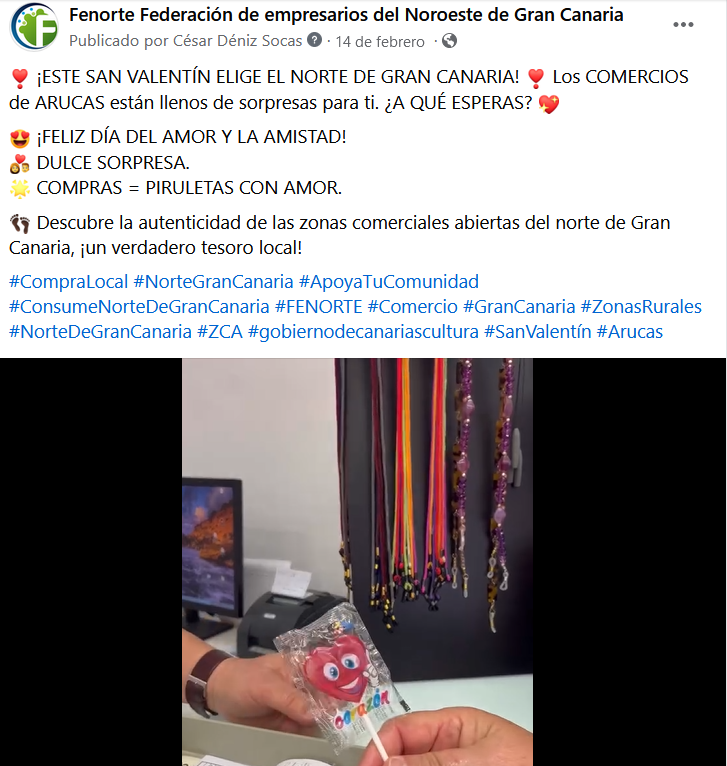 Fenorte Federación de empresarios del Noroeste de Gran Canaria
Publicado por César Déniz Socas ? · 14 de febrero ·
❣️ ¡ESTE SAN VALENTÍN ELIGE EL NORTE DE GRAN CANARIA! ❣️ Los COMERCIOS
de ARUCAS están llenos de sorpresas para ti. ¿A QUÉ ESPERAS? 💖
😍 ¡FELIZ DÍA DEL AMOR Y LA AMISTAD!
💑 DULCE SORPRESA.
🌟 COMPRAS = PIRULETAS CON AMOR.
👣 Descubre la autenticidad de las zonas comerciales abiertas del norte de Gran
Canaria, ¡un verdadero tesoro local!
#CompraLocal #NorteGranCanaria #ApoyaTuComunidad
#ConsumeNorteDeGranCanaria #FENORTE #Comercio #GranCanaria #ZonasRurales
#NorteDeGranCanaria #ZCA #gobiernodecanariascultura #SanValentín #Arucas
corazón